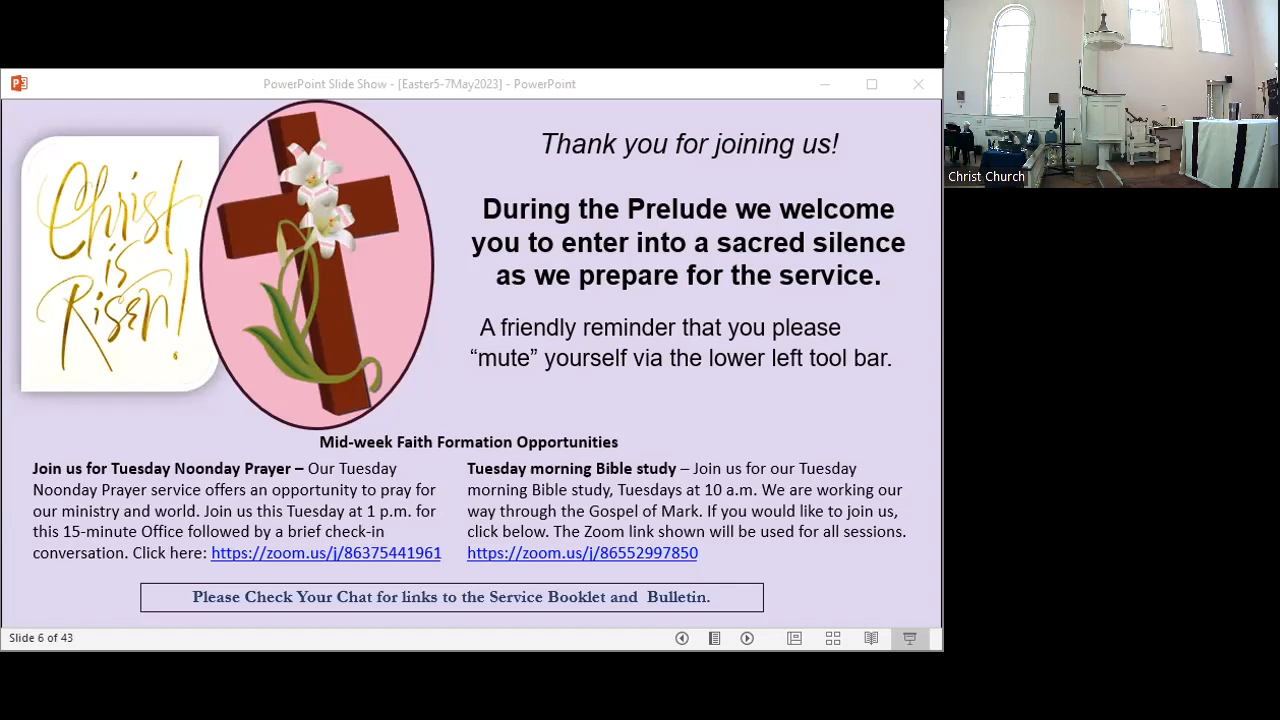 PowerPoint Slide Show - [Easter5-7May2023] - PowerPoint
Christ
is
Risen!
Thank you for joining us!
During the Prelude we welcome
you to enter into a sacred silence
as we prepare for the service.
A friendly reminder that you please
“mute” yourself via the lower left tool bar.
Mid-week Faith Formation Opportunities
Join us for Tuesday Noonday Prayer – Our Tuesday
Noonday Prayer service offers an opportunity to pray for
our ministry and world. Join us this Tuesday at 1 p.m. for
this 15-minute Office followed by a brief check-in
conversation. Click here: https://zoom.us/j/86375441961
Tuesday morning Bible study – Join us for our Tuesday
morning Bible study, Tuesdays at 10 a.m. We are working our
way through the Gospel of Mark. If you would like to join us,
click below. The Zoom link shown will be used for all sessions.
https://zoom.us/j/86552997850
Please Check Your Chat for links to the Service Booklet and  Bulletin.
Slide 6 of 43
Christ Church